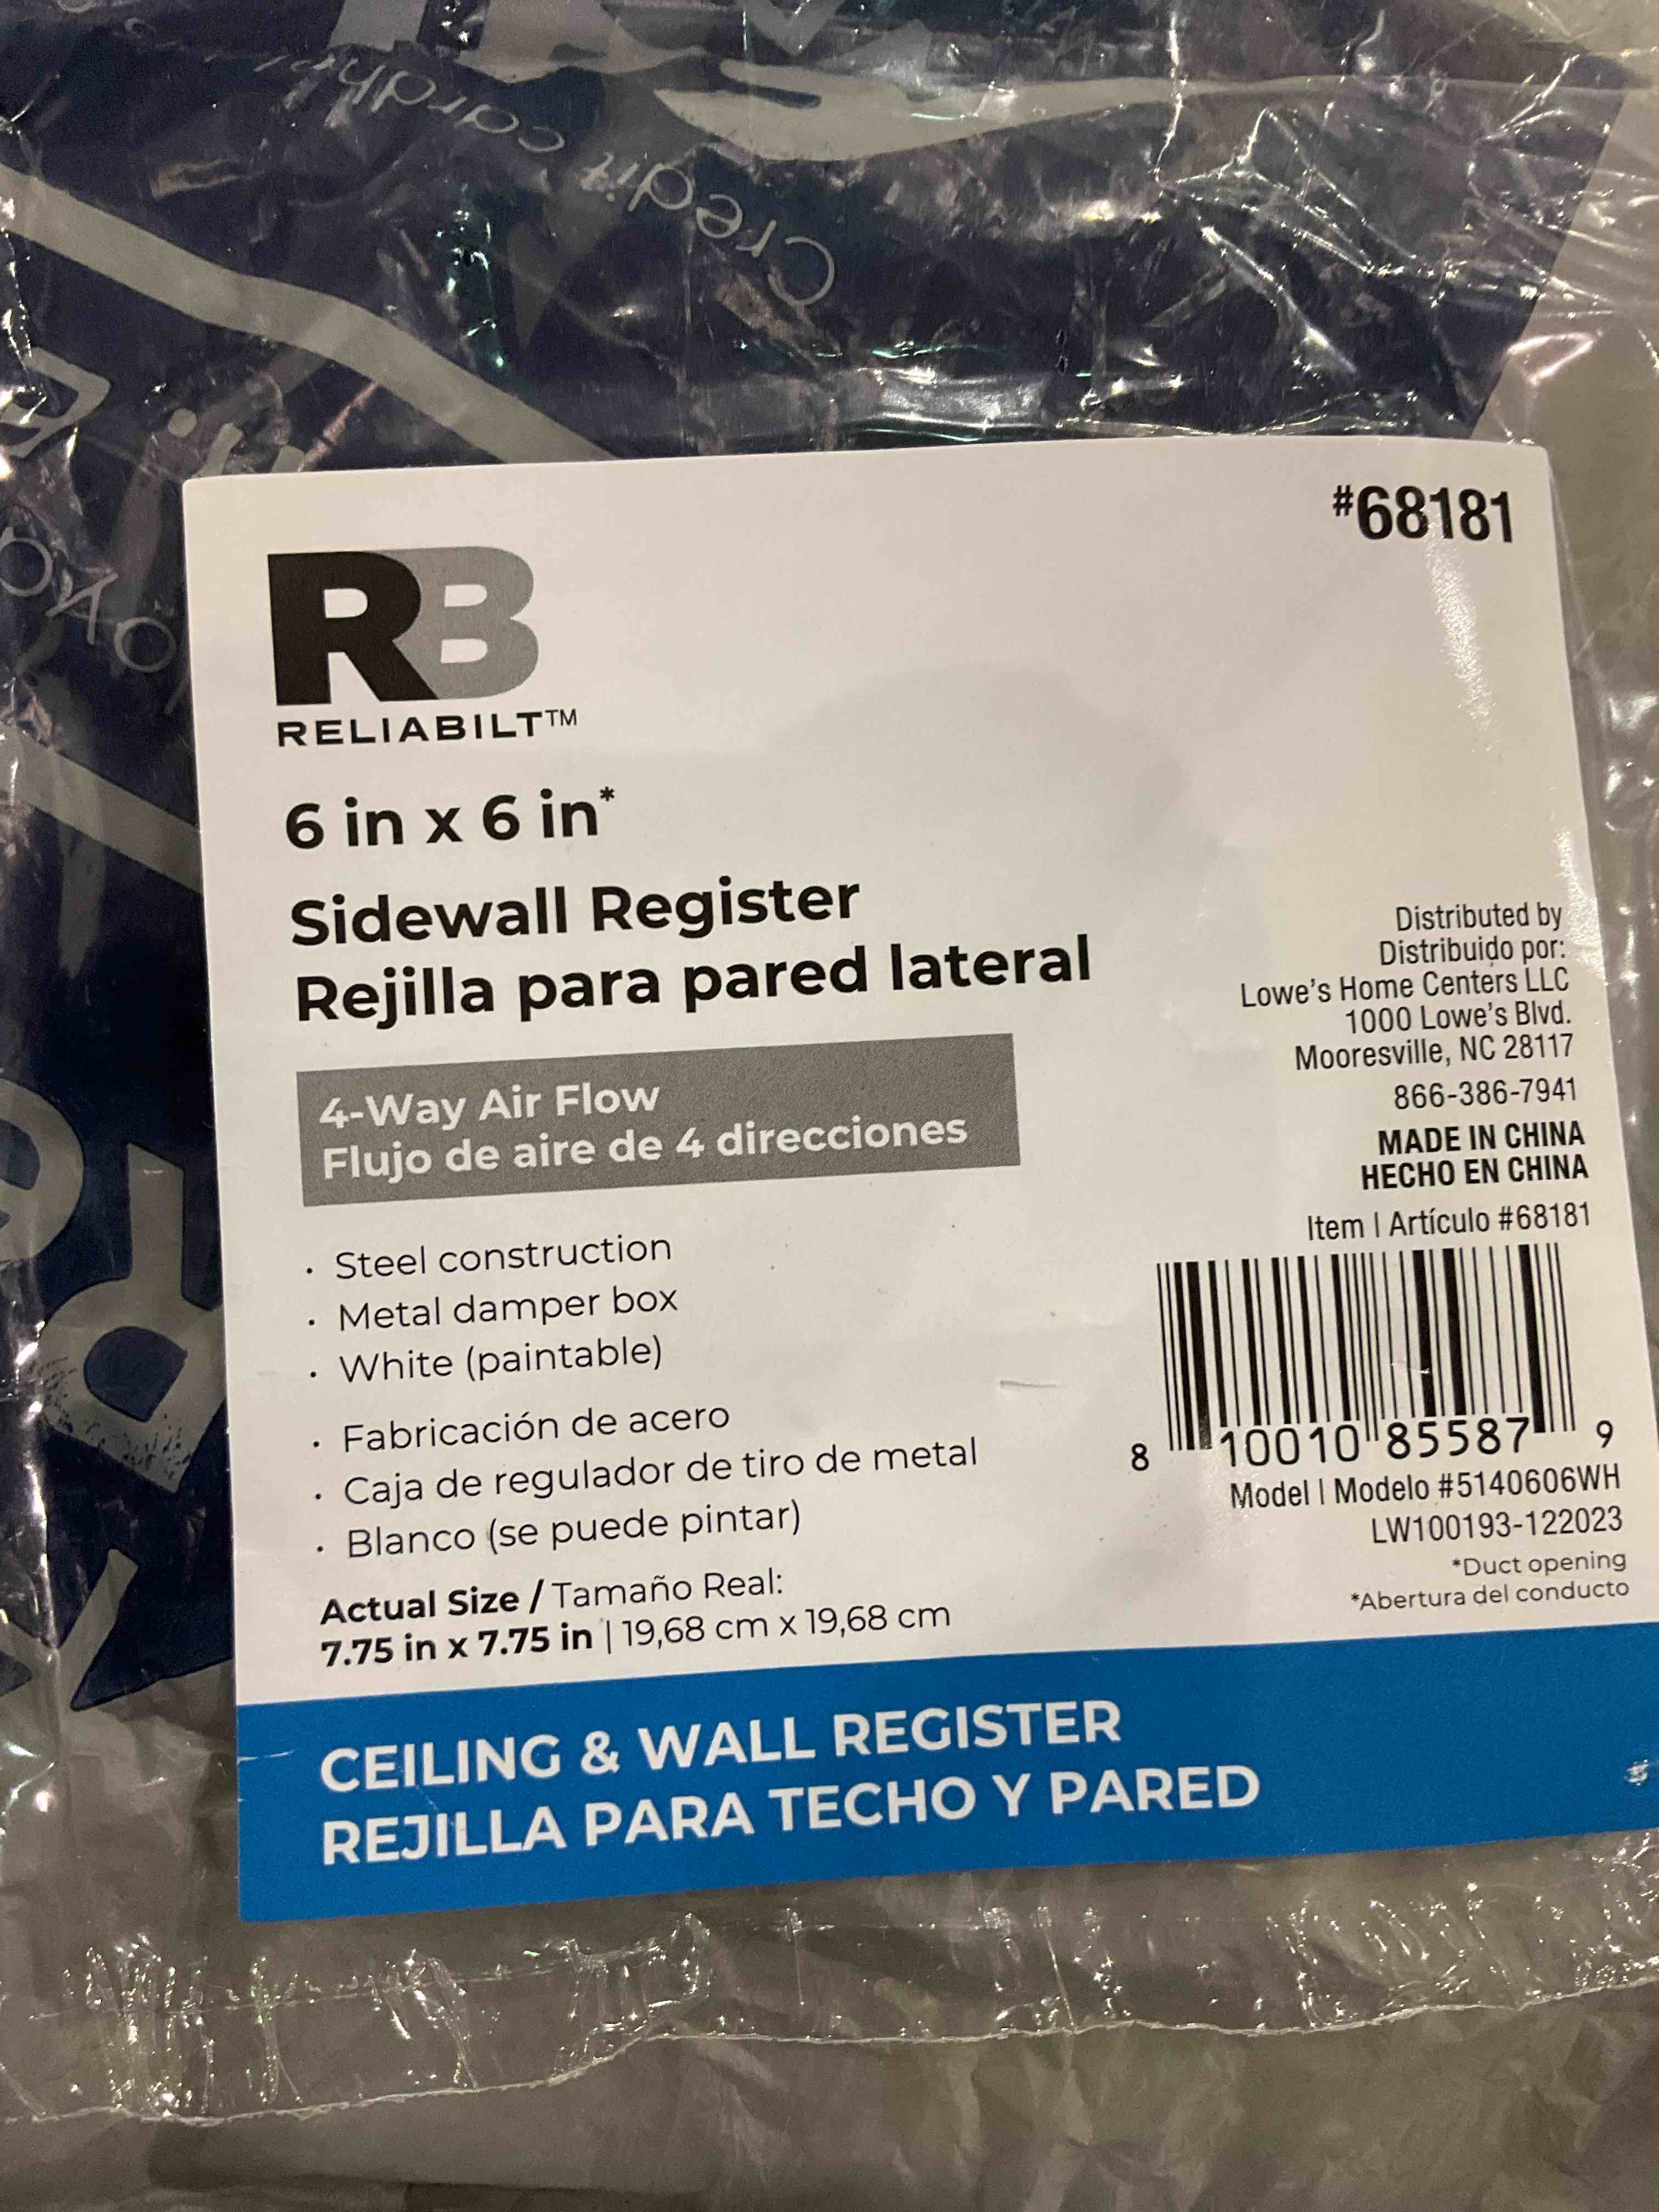 Credit
#68181
RB
RELIABILT™
6 in x 6 in*
Sidewall Register
Rejilla para pared lateral
4-Way Air Flow
Flujo de aire de 4 direcciones
· Steel construction
· Metal damper box
· White (paintable)
· Fabricación de acero
· Caja de regulador de tiro de metal
· Blanco (se puede pintar)
Actual Size / Tamaño Real:
7.75 in x 7.75 in | 19,68 cm x 19,68 cm
Distributed by
Distribuido por:
Lowe's Home Centers LLC
1000 Lowe's Blvd.
Mooresville, NC 28117
866-386-7941
MADE IN CHINA
HECHO EN CHINA
Item | Artículo #68181
8 10010 85587 9
Model | Modelo #5140606WH
LW100193-122023
*Duct opening
*Abertura del conducto
CEILING & WALL REGISTER
REJILLA PARA TECHO Y PARED